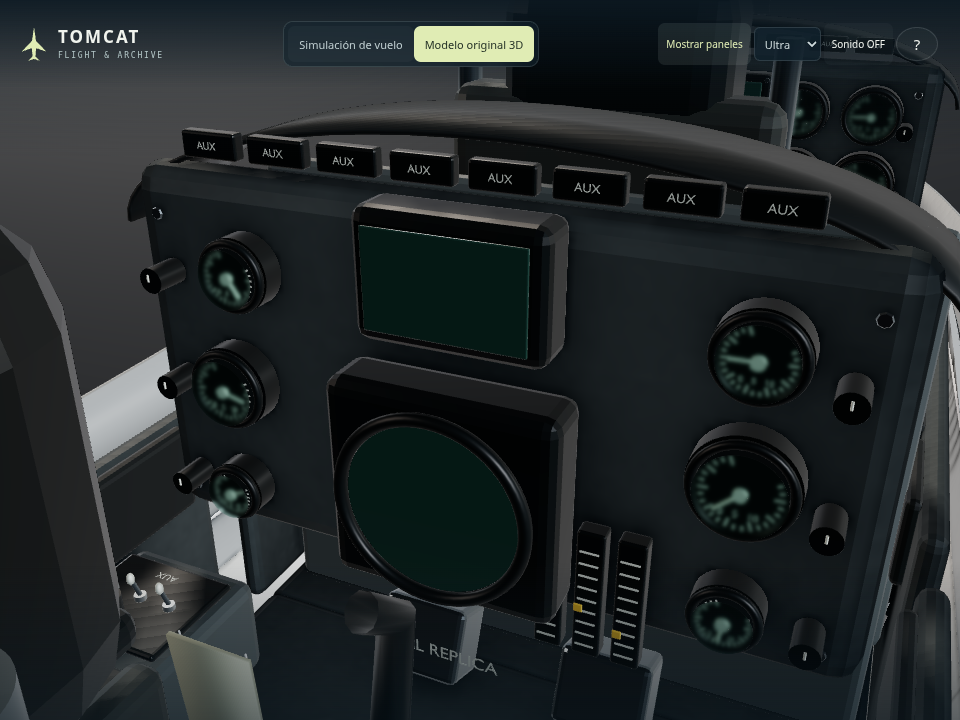 TOMCAT
FLIGHT & ARCHIVE
Simulación de vuelo
Modelo original 3D
Mostrar paneles
Ultra
Sonido OFF
?
AUX
AUX
AUX
AUX
AUX
AUX
AUX
AUX
AUX
REPLICA